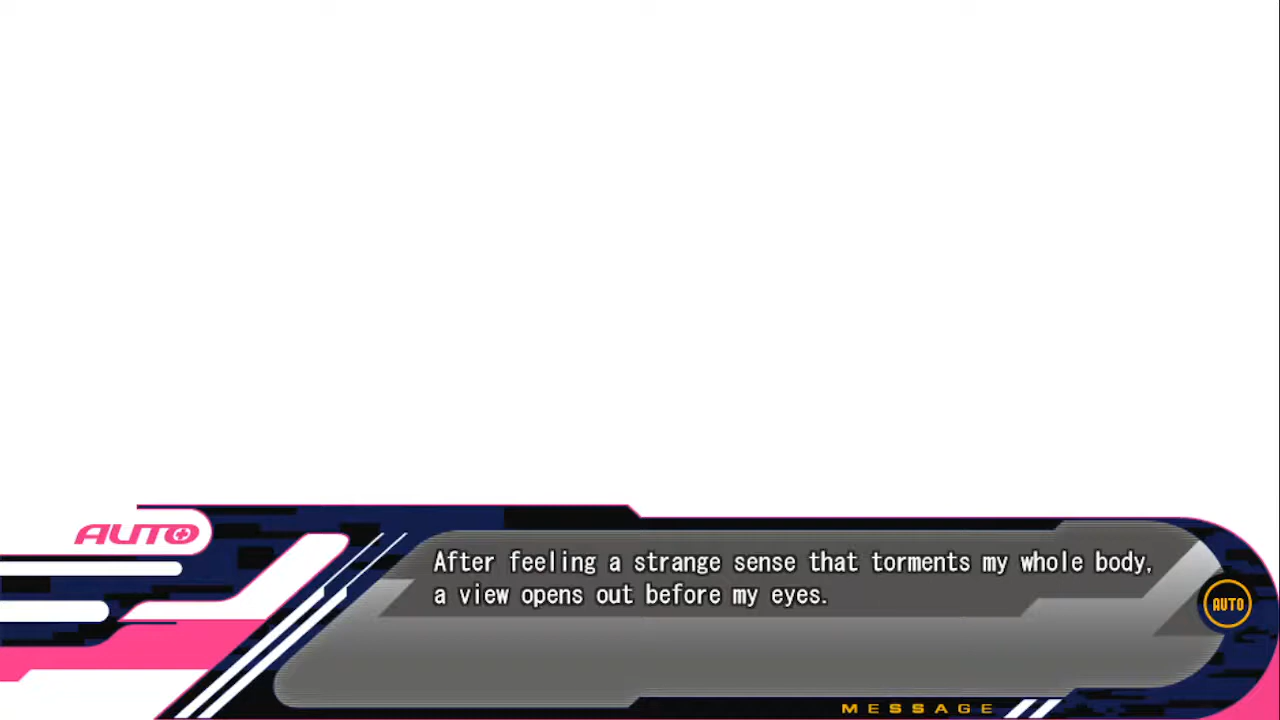 AUTO
After feeling a strange sense that torments my whole body,
a view opens out before my eyes.
AUTO
MESSAGE